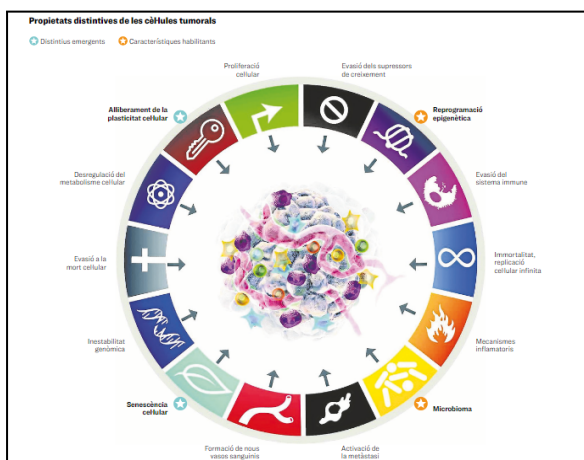 Propietats distintives de les cèl·lules tumorals
Distintius emergents
Característiques habilitants
Proliferació
cel·lular
Evasió dels supressors
de creixement
Alliberament de la
plasticitat cel·lular
Reprogramació
epigenètica
Desregulació del
metabolisme cel·lular
Evasió del
sistema immune
Evasió a la
mort cel·lular
Immortalitat,
replicació
cel·lular infinita
Inestabilitat
genòmica
Mecanismes
inflamatoris
Senescència
cel·lular
Microbioma
Formació de nous
vasos sanguinis
Activació de
la metàstasi